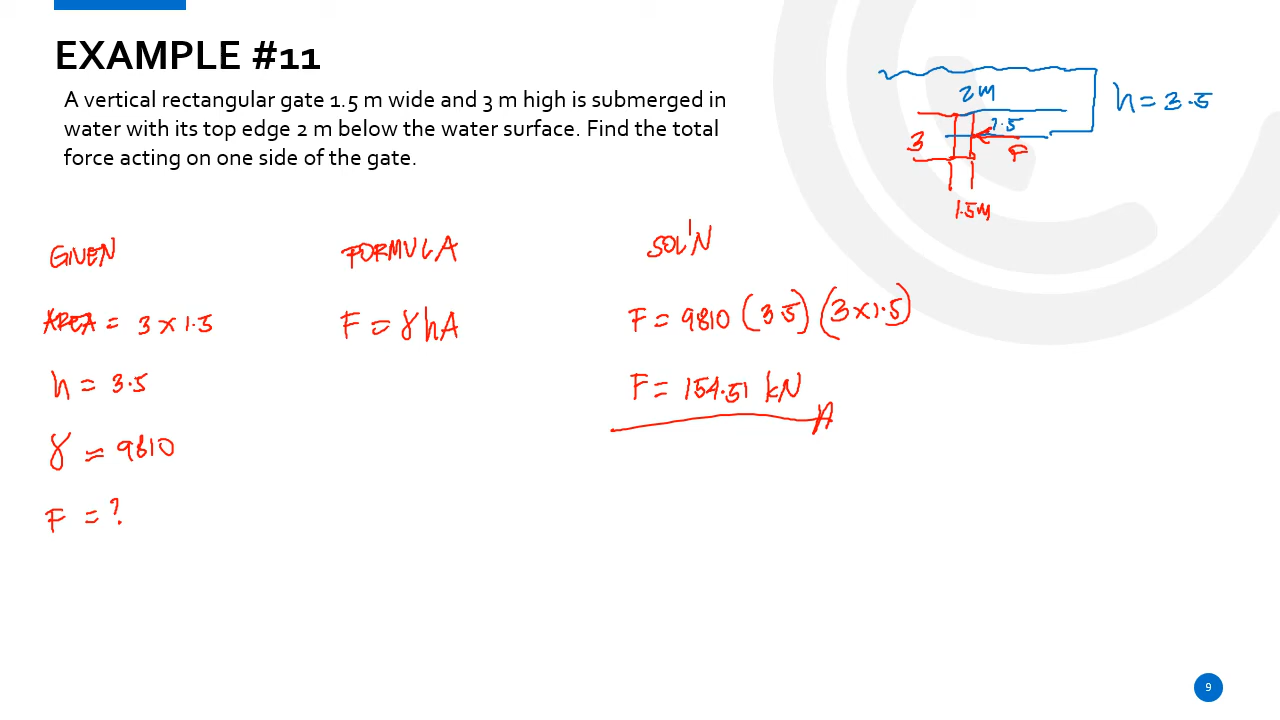 EXAMPLE #11
A vertical rectangular gate 1.5 m wide and 3 m high is submerged in
water with its top edge 2 m below the water surface. Find the total
force acting on one side of the gate.
2m
h = 3.5
1.5
3
F
1.5m
GIVEN
AREA = 3 x 1.5
h = 3.5
γ = 9810
F = ?
FORMULA
F = γhA
SOL'N
F = 9810 (3.5) (3x1.5)
F = 154.51 kN
A
9